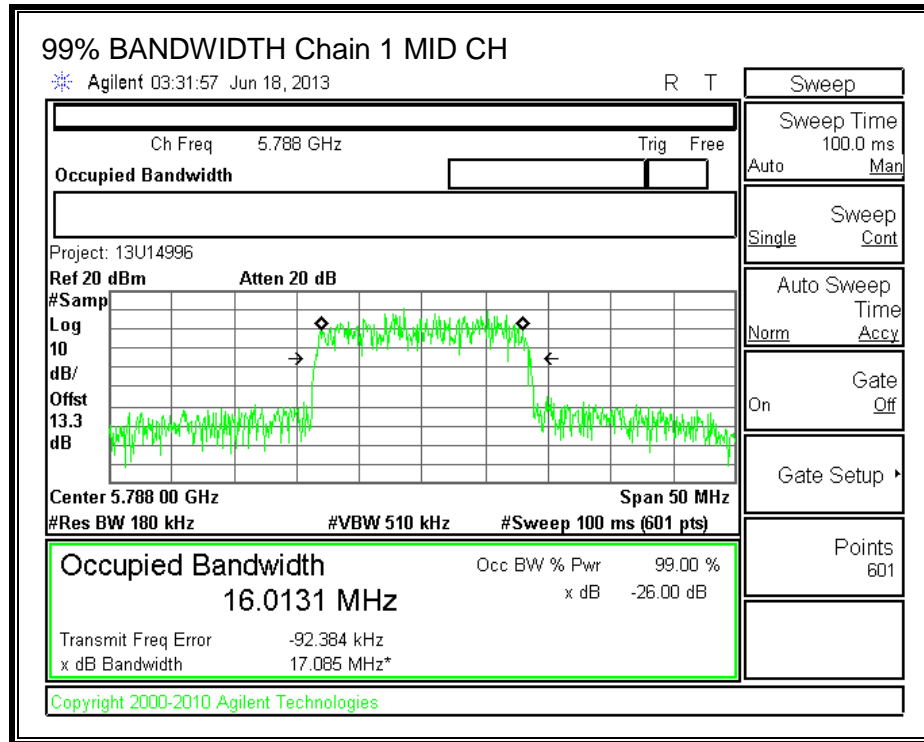 99% BANDWIDTH Chain 1 MID CH
Agilent 03:31:57 Jun 18, 2013 R T
Ch Freq 5.788 GHz Trig Free
Occupied Bandwidth
Project: 13U14996
Ref 20 dBm Atten 20 dB
#Samp
Log
10
dB/
Offst
13.3
dB
Center 5.788 00 GHz Span 50 MHz
#Res BW 180 kHz #VBW 510 kHz #Sweep 100 ms (601 pts)
Occupied Bandwidth Occ BW % Pwr 99.00 %
16.0131 MHz x dB -26.00 dB
Transmit Freq Error -92.384 kHz
x dB Bandwidth 17.085 MHz*
Copyright 2000-2010 Agilent Technologies
Sweep
Sweep Time
100.0 ms
Auto Man
Sweep
Single Cont
Auto Sweep
Time
Norm Accy
Gate
On Off
Gate Setup
Points
601